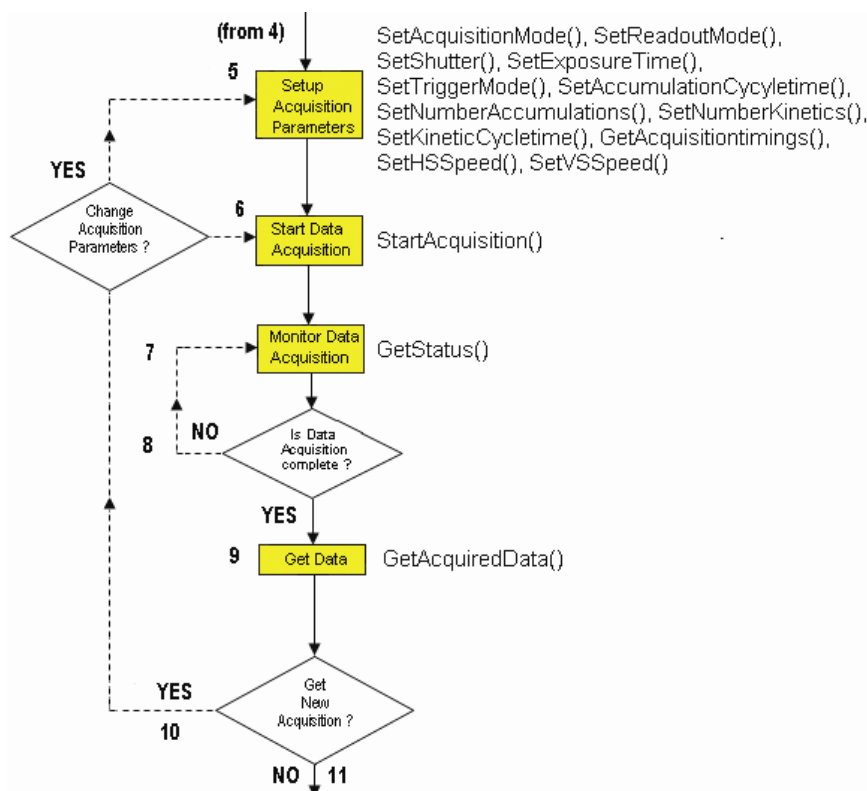 (from 4)
SetAcquisitionMode(), SetReadoutMode(),
SetShutter(), SetExposureTime(),
SetTriggerMode(), SetAccumulationCycyletime(),
SetNumberAccumulations(), SetNumberKinetics(),
SetKineticCycletime(), GetAcquisitiontimings(),
SetHSSpeed(), SetVSSpeed()
5
Setup
Acquisition
Parameters
YES
Change
Acquisition
Parameters ?
6
Start Data
Acquisition
StartAcquisition()
7
Monitor Data
Acquisition
GetStatus()
8
NO
Is Data
Acquisition
complete ?
YES
9
Get Data
GetAcquiredData()
YES
10
Get
New
Acquisition ?
NO
11